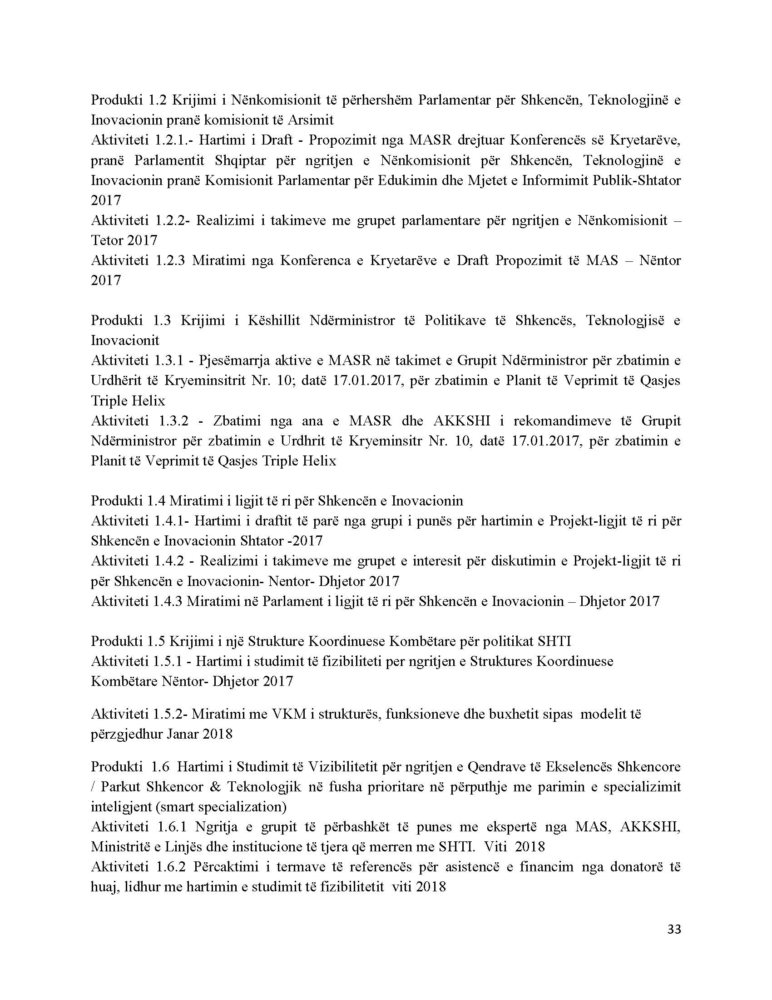 Produkti 1.2 Krijimi i Nënkomisionit të përhershëm Parlamentar për Shkencën, Teknologjinë e
Inovacionin pranë komisionit të Arsimit
Aktiviteti 1.2.1.- Hartimi i Draft - Propozimit nga MASR drejtuar Konferencës së Kryetarëve,
pranë Parlamentit Shqiptar për ngritjen e Nënkomisionit për Shkencën, Teknologjinë e
Inovacionin pranë Komisionit Parlamentar për Edukimin dhe Mjetet e Informimit Publik-Shtator
2017
Aktiviteti 1.2.2- Realizimi i takimeve me grupet parlamentare për ngritjen e Nënkomisionit –
Tetor 2017
Aktiviteti 1.2.3 Miratimi nga Konferenca e Kryetarëve e Draft Propozimit të MAS – Nëntor
2017
Produkti 1.3 Krijimi i Këshillit Ndërministror të Politikave të Shkencës, Teknologjisë e
Inovacionit
Aktiviteti 1.3.1 - Pjesëmarrja aktive e MASR në takimet e Grupit Ndërministror për zbatimin e
Urdhërit të Kryeminsitrit Nr. 10; datë 17.01.2017, për zbatimin e Planit të Veprimit të Qasjes
Triple Helix
Aktiviteti 1.3.2 - Zbatimi nga ana e MASR dhe AKKSHI i rekomandimeve të Grupit
Ndërministror për zbatimin e Urdhrit të Kryeminsitr Nr. 10, datë 17.01.2017, për zbatimin e
Planit të Veprimit të Qasjes Triple Helix
Produkti 1.4 Miratimi i ligjit të ri për Shkencën e Inovacionin
Aktiviteti 1.4.1- Hartimi i draftit të parë nga grupi i punës për hartimin e Projekt-ligjit të ri për
Shkencën e Inovacionin Shtator -2017
Aktiviteti 1.4.2 - Realizimi i takimeve me grupet e interesit për diskutimin e Projekt-ligjit të ri
për Shkencën e Inovacionin- Nentor- Dhjetor 2017
Aktiviteti 1.4.3 Miratimi në Parlament i ligjit të ri për Shkencën e Inovacionin – Dhjetor 2017
Produkti 1.5 Krijimi i një Strukture Koordinuese Kombëtare për politikat SHTI
Aktiviteti 1.5.1 - Hartimi i studimit të fizibiliteti per ngritjen e Struktures Koordinuese
Kombëtare Nëntor- Dhjetor 2017
Aktiviteti 1.5.2- Miratimi me VKM i strukturës, funksioneve dhe buxhetit sipas  modelit të
përzgjedhur Janar 2018
Produkti  1.6  Hartimi i Studimit të Vizibilitetit për ngritjen e Qendrave të Ekselencës Shkencore
/ Parkut Shkencor & Teknologjik në fusha prioritare në përputhje me parimin e specializimit
inteligjent (smart specialization)
Aktiviteti 1.6.1 Ngritja e grupit të përbashkët të punes me ekspertë nga MAS, AKKSHI,
Ministritë e Linjës dhe institucione të tjera që merren me SHTI.  Viti  2018
Aktiviteti 1.6.2 Përcaktimi i termave të referencës për asistencë e financim nga donatorë të
huaj, lidhur me hartimin e studimit të fizibilitetit  viti 2018
33